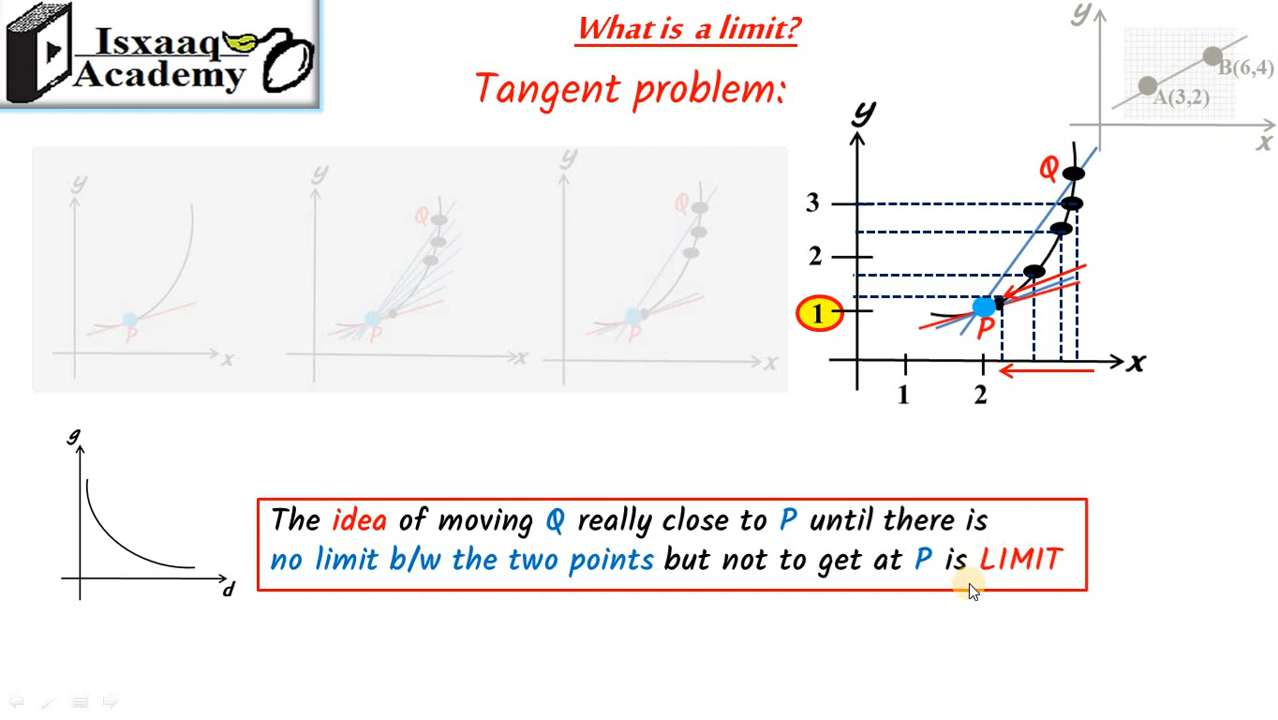 Isxaaq
Academy
What is a limit?
Tangent problem:
y
B(6,4)
A(3,2)
x
y
x
P
y
x
Q
P
y
x
Q
P
y
x
3
2
1
1
2
Q
P
g
d
The idea of moving Q really close to P until there is
no limit b/w the two points but not to get at P is LIMIT